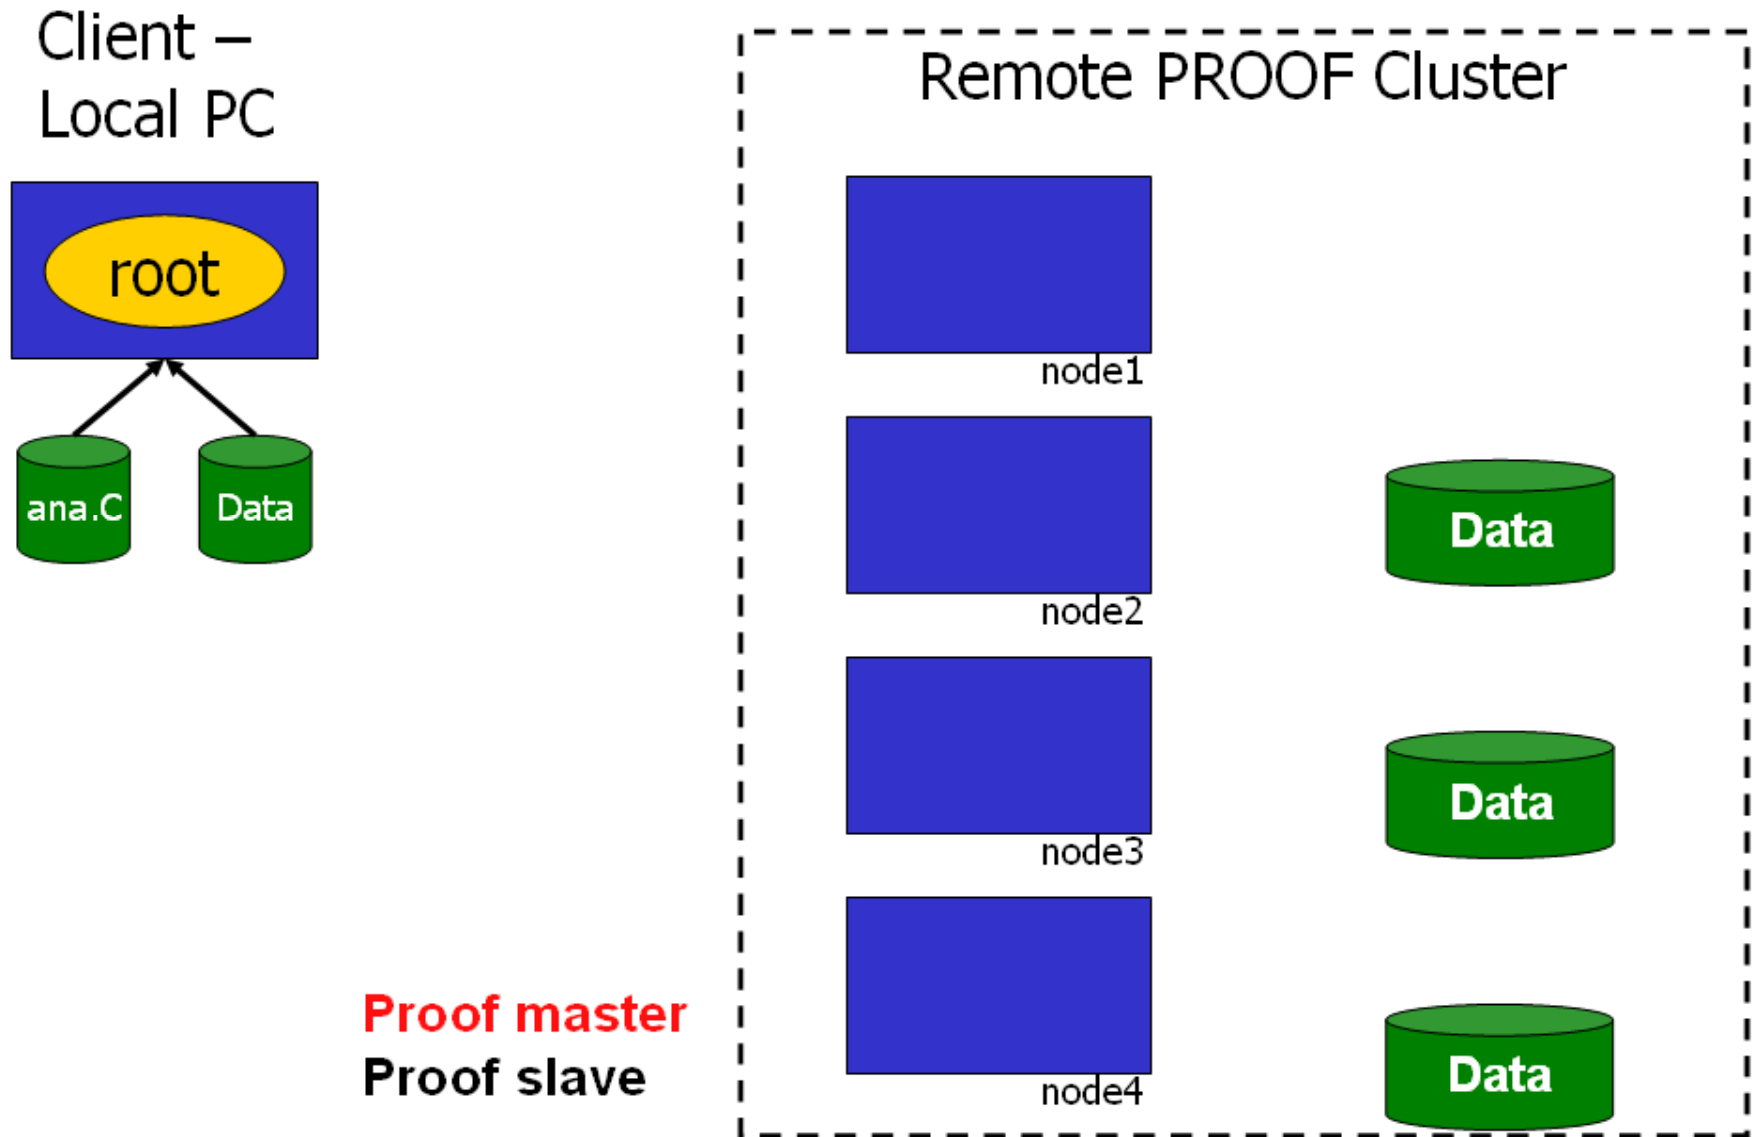 Client –
Local PC
root
ana.C
Data
Remote PROOF Cluster
node1
node2
Data
node3
Data
node4
Data
Proof master
Proof slave